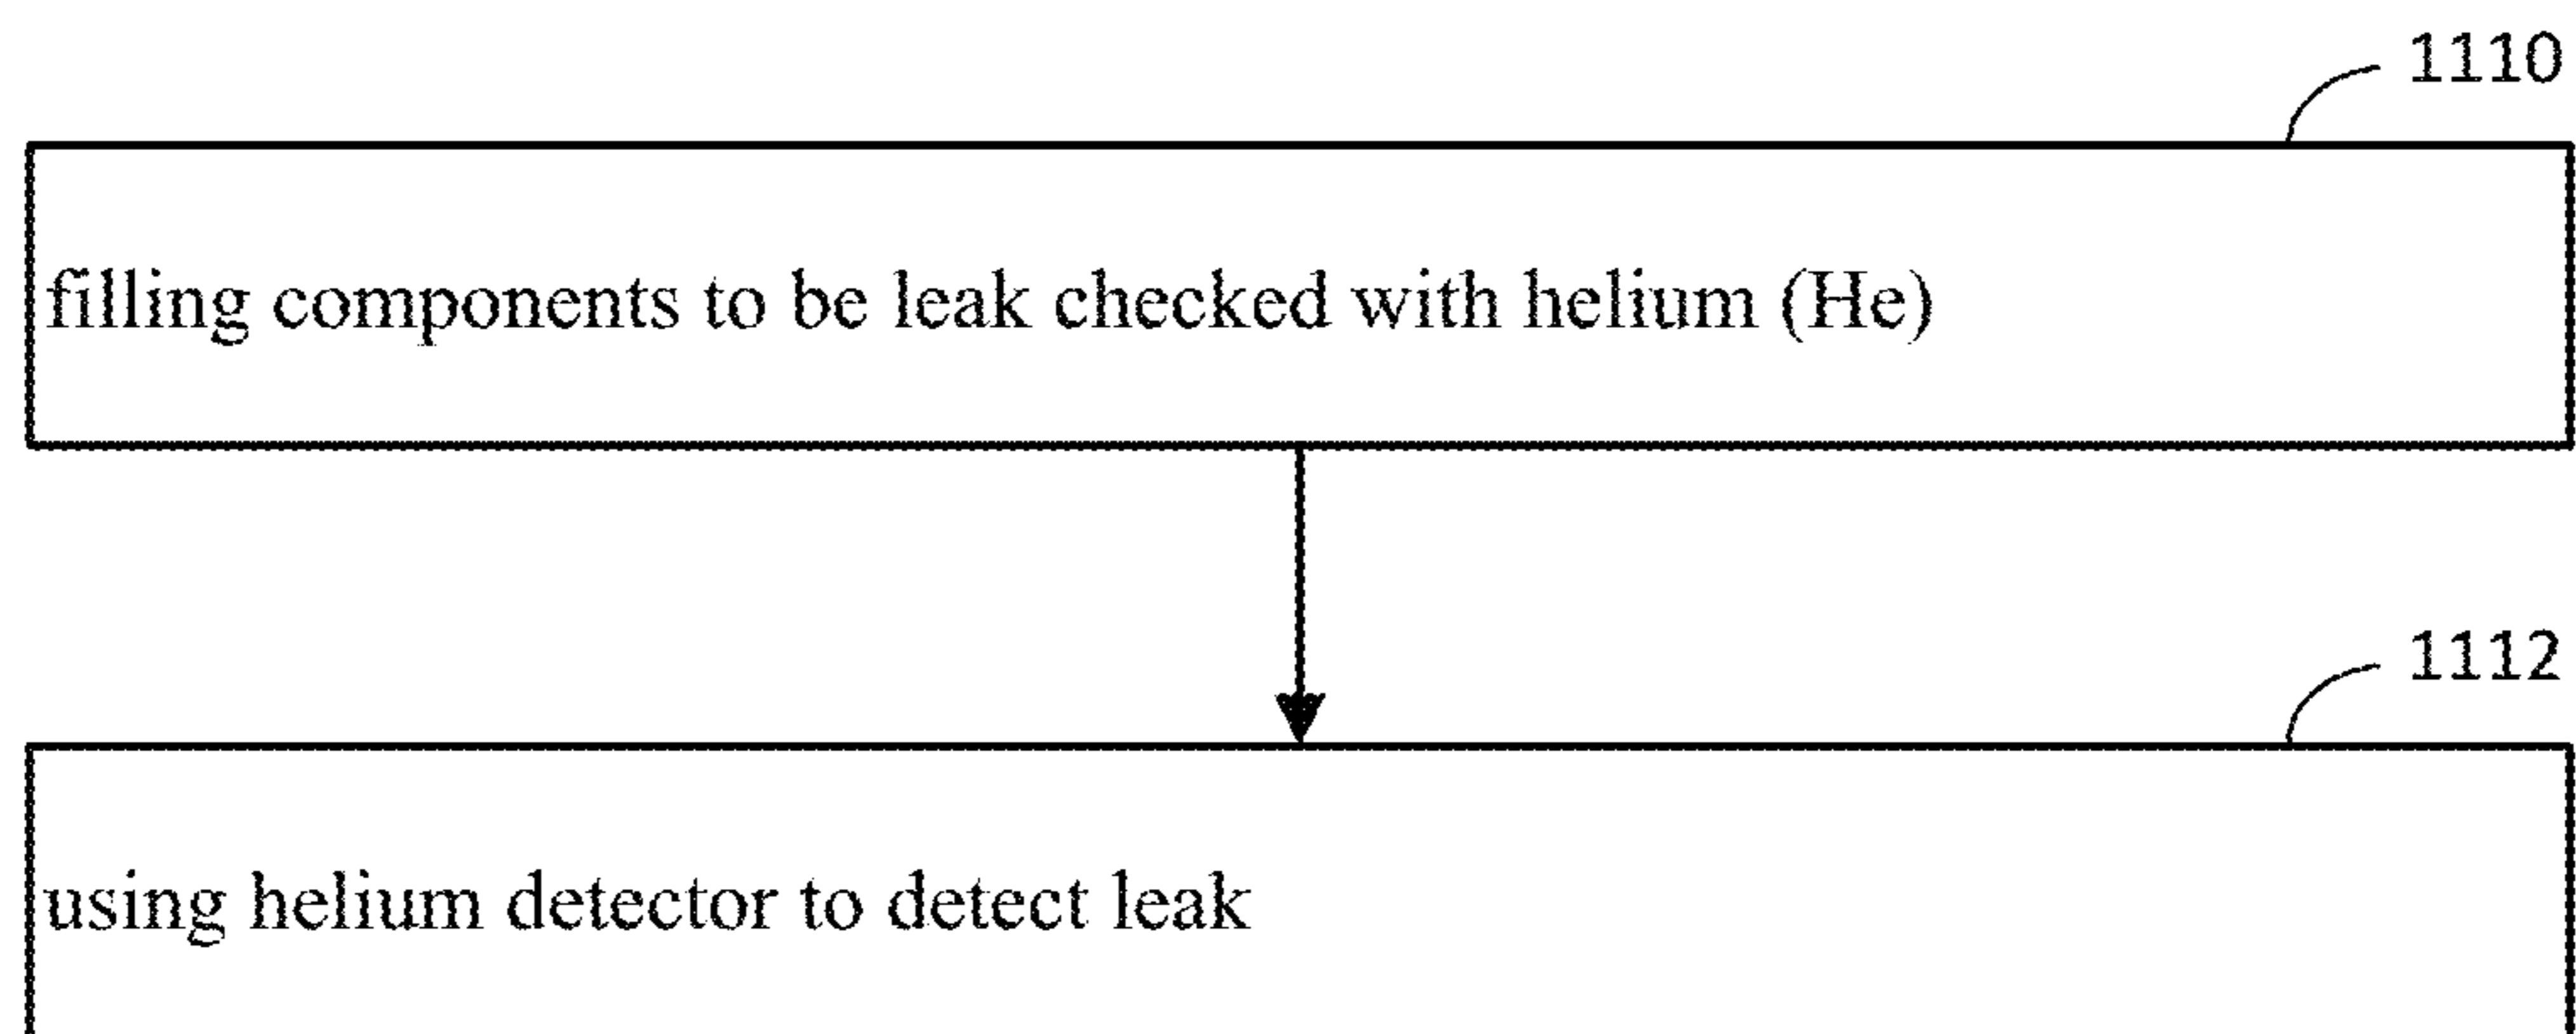 1110
filling components to be leak checked with helium (He)
1112
using helium detector to detect leak